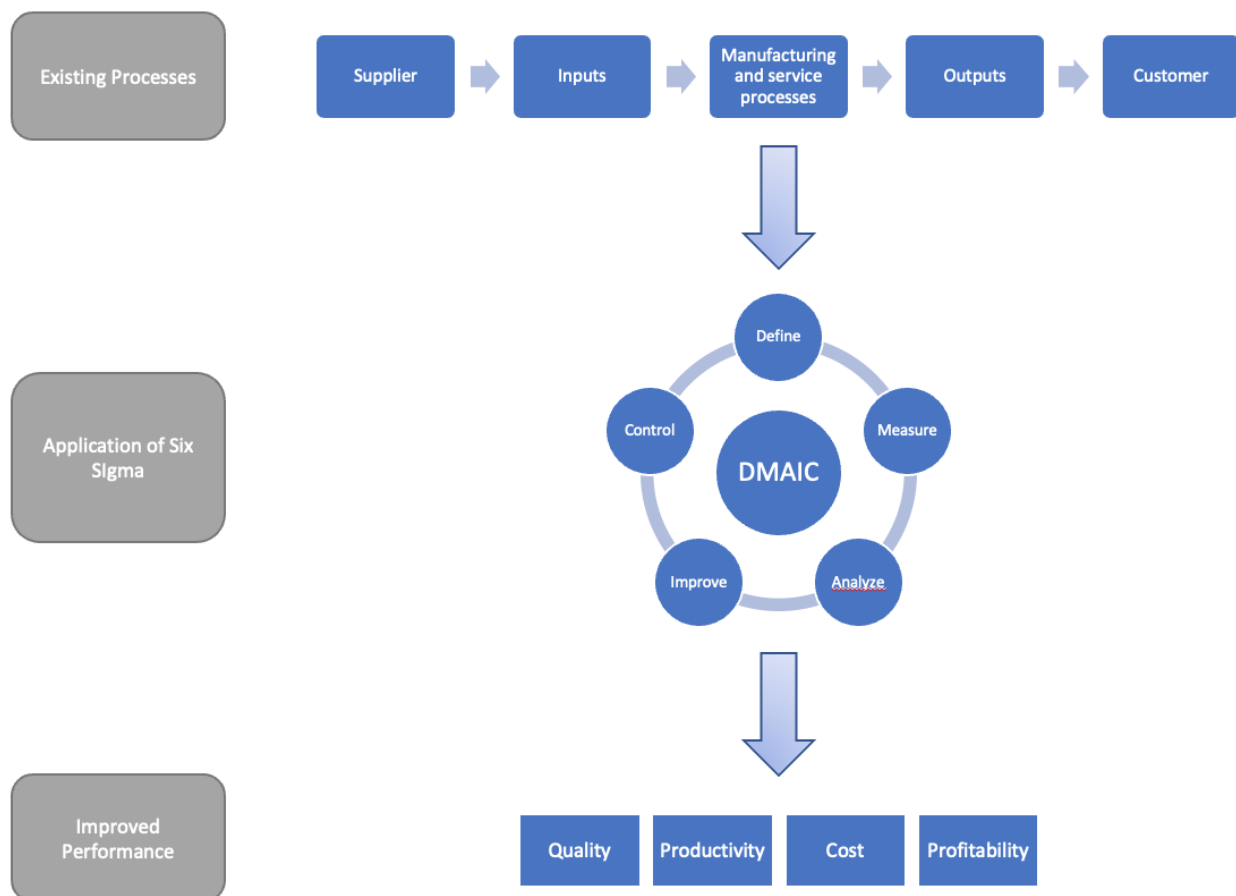 Existing Processes
Supplier
Inputs
Manufacturing
and service
processes
Outputs
Customer
Define
Control
Measure
DMAIC
Improve
Analyze
Application of Six
SIgma
Improved
Performance
Quality
Productivity
Cost
Profitability